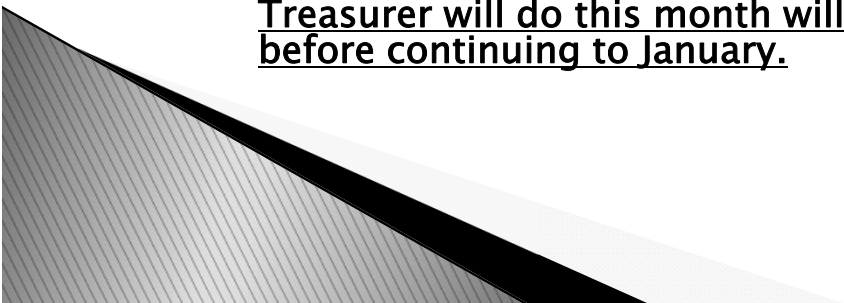 Treasurer will do this month will
before continuing to January.